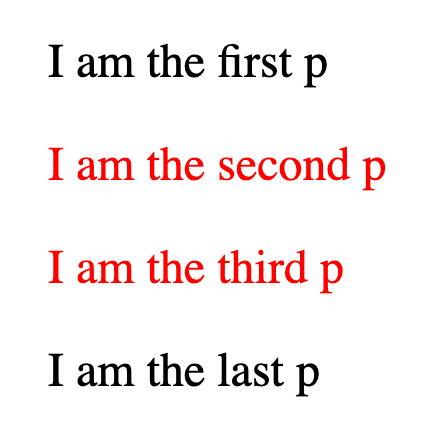 I am the first p
I am the second p
I am the third p
I am the last p